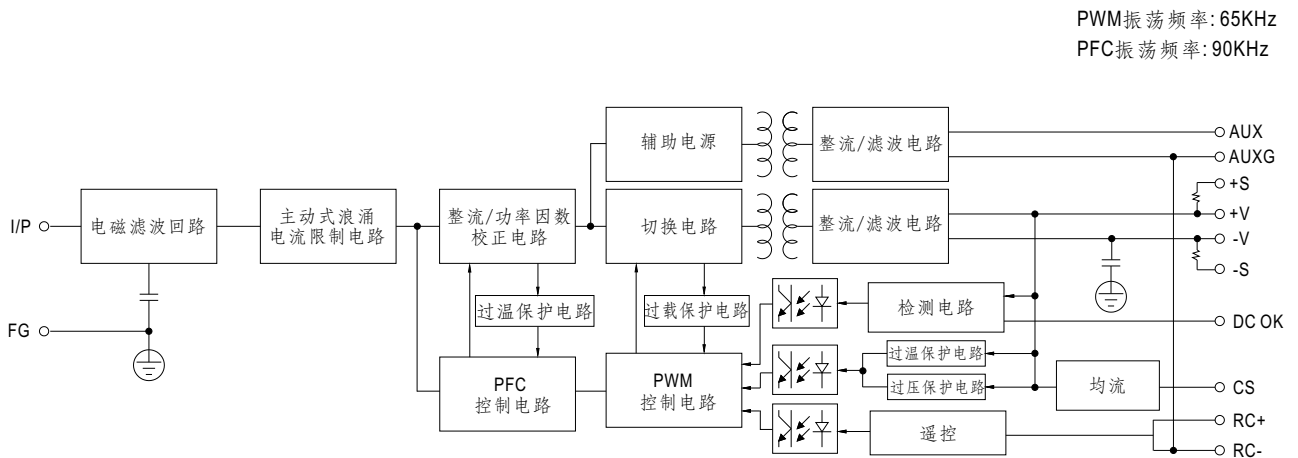 PWM振荡频率: 65KHz
PFC振荡频率: 90KHz
辅助电源
整流/滤波电路
AUX
AUXG
+S
I/P
电磁滤波回路
主动式浪涌
电流限制电路
整流/功率因数
校正电路
切换电路
整流/滤波电路
+V
-V
-S
过温保护电路
过载保护电路
检测电路
DC OK
FG
PFC
控制电路
PWM
控制电路
过温保护电路
过压保护电路
均流
CS
遥控
RC+
RC-